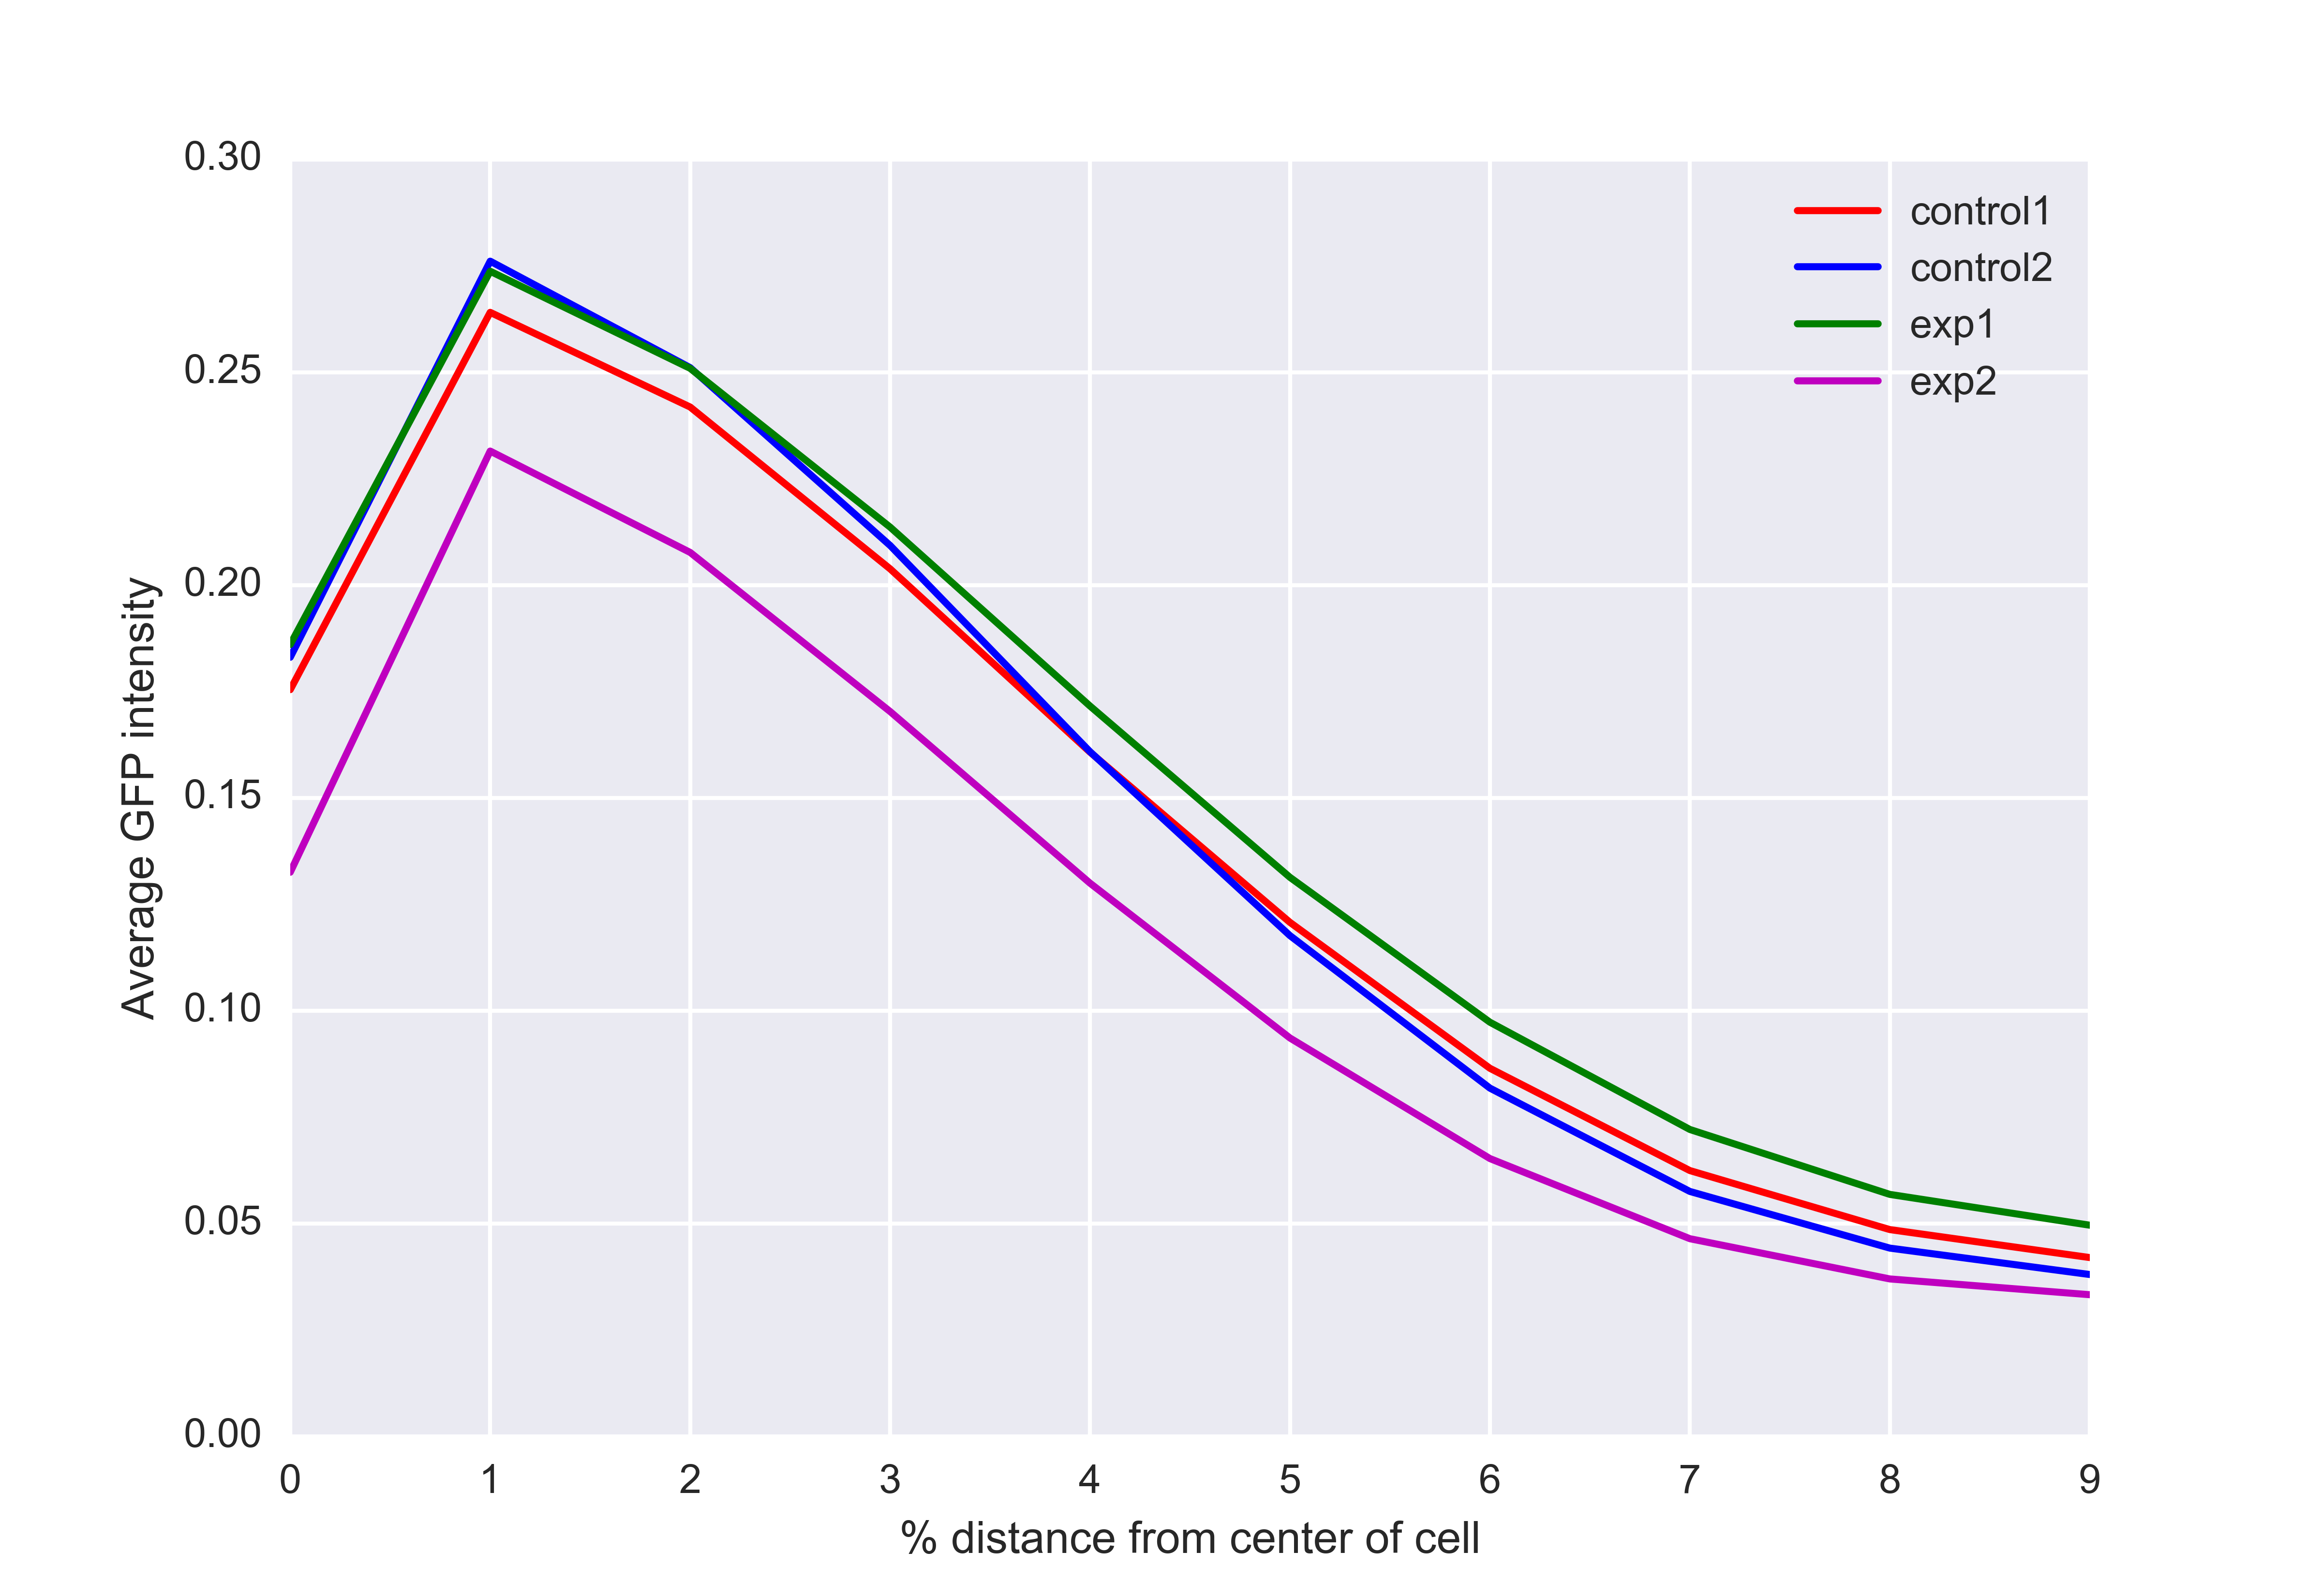 0.30
0.25
0.20
0.15
0.10
0.05
0.00
Average GFP intensity
control1
control2
exp1
exp2
0 1 2 3 4 5 6 7 8 9
% distance from center of cell